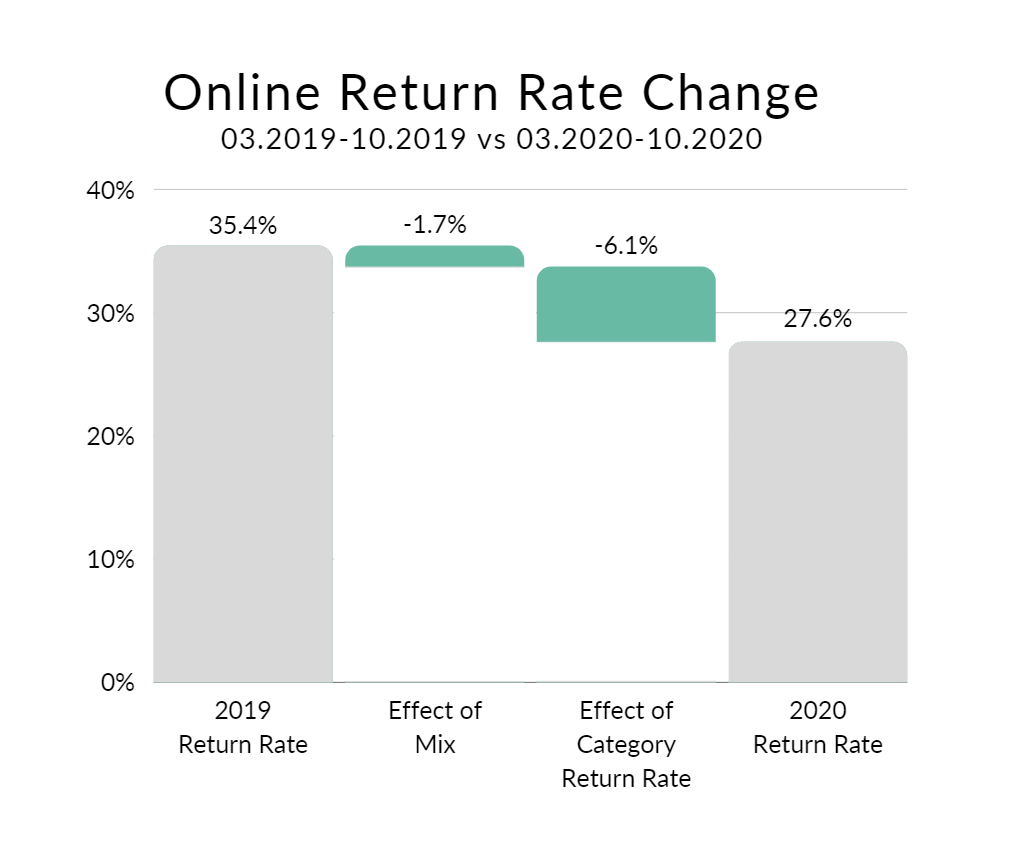 Online Return Rate Change
03.2019-10.2019 vs 03.2020-10.2020
40%
35.4%
-1.7%
-6.1%
30%
27.6%
20%
10%
0%
2019
Return Rate
Effect of
Mix
Effect of
Category
Return Rate
2020
Return Rate